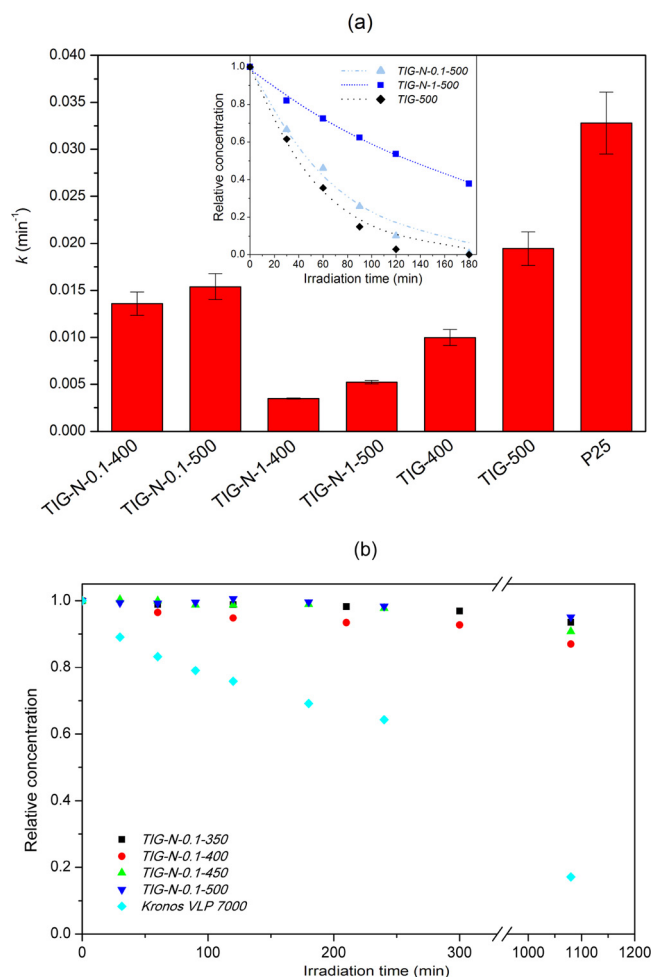 (a)
0.040
0.035
0.030
0.025
0.020
0.015
0.010
0.005
0.000
k (min⁻¹)
1.0
0.8
0.6
0.4
0.2
0.0
Relative concentration
TIG-N-0.1-500
TIG-N-1-500
TIG-500
0 20 40 60 80 100 120 140 160 180
Irradiation time (min)
TIG-N-0.1-400
TIG-N-0.1-500
TIG-N-1-400
TIG-N-1-500
TIG-400
TIG-500
P25
(b)
1.0
0.8
0.6
0.4
0.2
0.0
Relative concentration
TIG-N-0.1-350
TIG-N-0.1-400
TIG-N-0.1-450
TIG-N-0.1-500
Kronos VLP 7000
0 100 200 300 1000 1100 1200
Irradiation time (min)